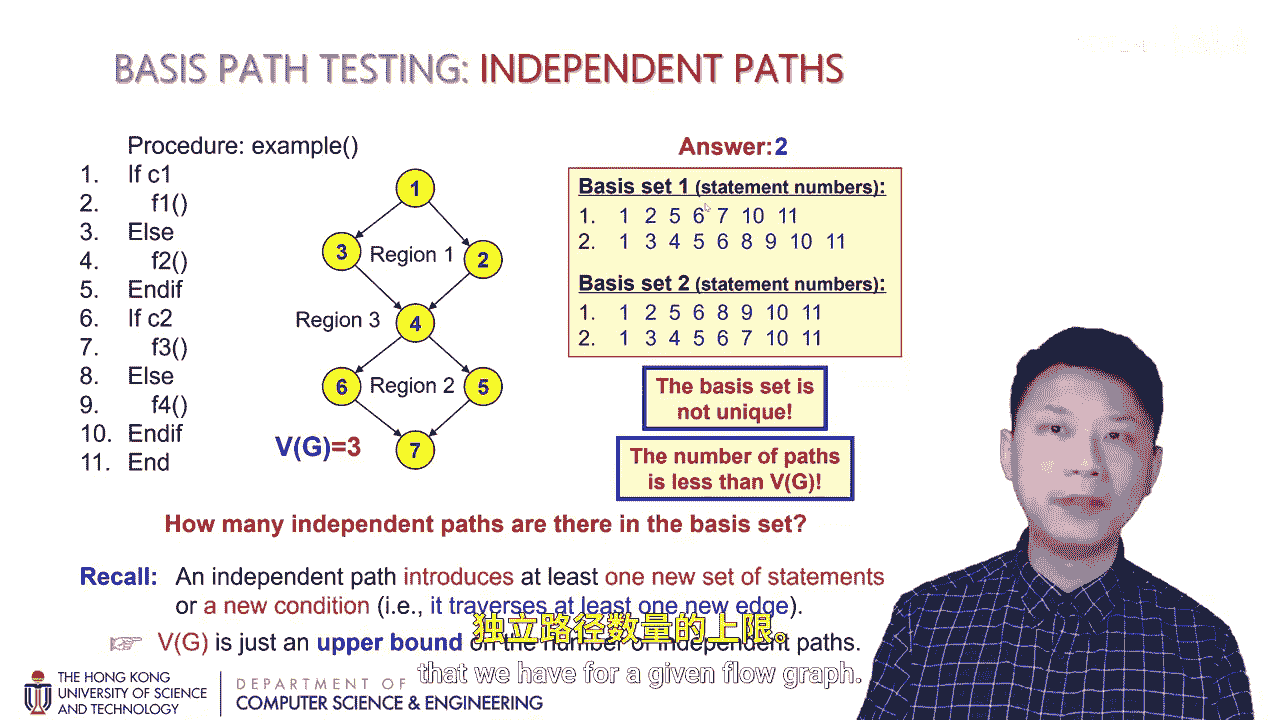 BASIS PATH TESTING: INDEPENDENT PATHS
Procedure: example()
1. If c1
2. f1()
3. Else
4. f2()
5. Endif
6. If c2
7. f3()
8. Else
9. f4()
10. Endif
11. End
1
3
Region 1
2
Region 3
4
6
Region 2
5
V(G)=3
7
Answer: 2
Basis set 1 (statement numbers):
1. 1 2 5 6 7 10 11
2. 1 3 4 5 6 8 9 10 11
Basis set 2 (statement numbers):
1. 1 2 5 6 8 9 10 11
2. 1 3 4 5 6 7 10 11
The basis set is
not unique!
The number of paths
is less than V(G)!
How many independent paths are there in the basis set?
Recall: An independent path introduces at least one new set of statements
or a new condition (i.e., it traverses at least one new edge).
☞ V(G) is just an upper bound on the number of independent paths.
独立路径数量的上限。
that we have for a given flow graph.
THE HONG KONG
UNIVERSITY OF SCIENCE
AND TECHNOLOGY
DEPARTMENT OF
COMPUTER SCIENCE & ENGINEERING